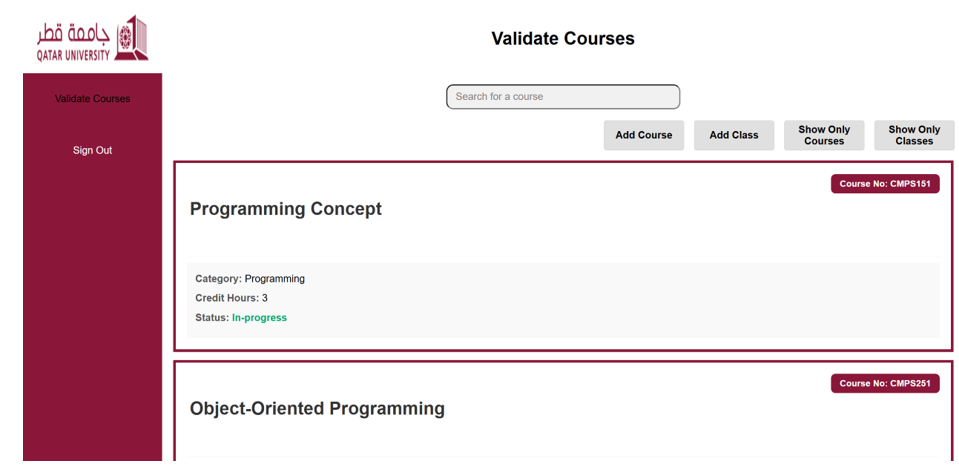 جامعة قطر
QATAR UNIVERSITY
Validate Courses
Sign Out
Validate Courses
Search for a course
Add Course
Add Class
Show Only
Courses
Show Only
Classes
Course No: CMPS151
Programming Concept
Category: Programming
Credit Hours: 3
Status: In-progress
Course No: CMPS251
Object-Oriented Programming